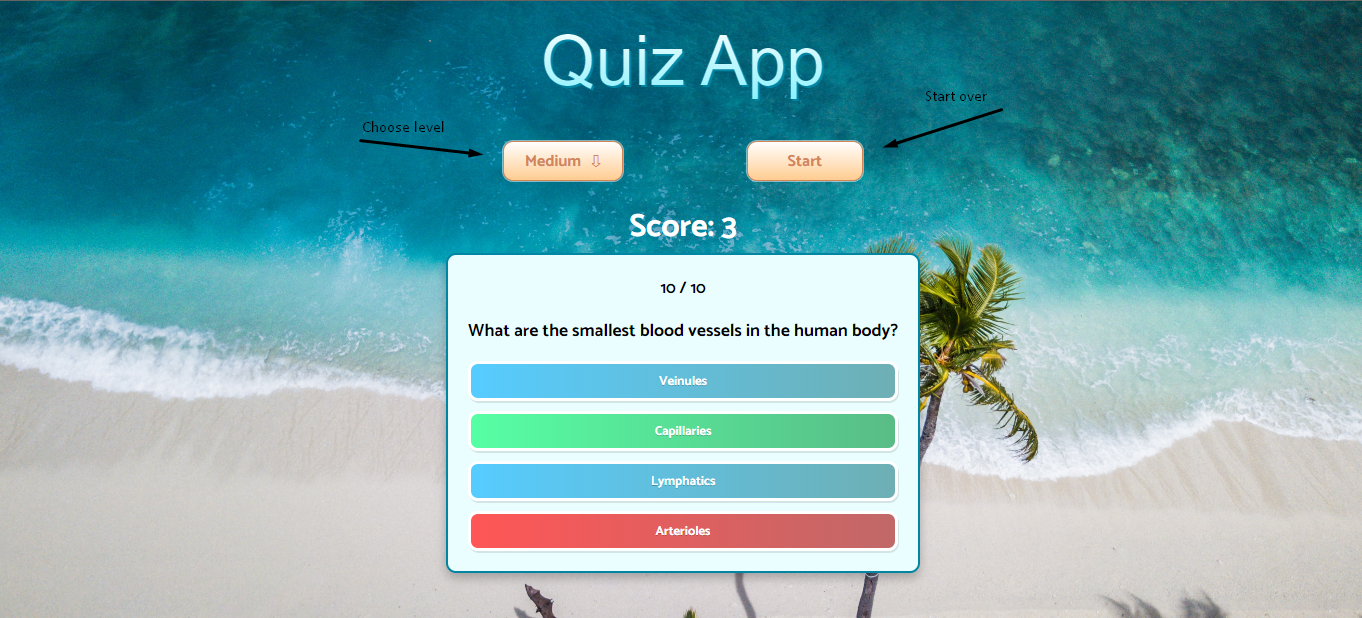 Quiz App
Start over
Choose level
Medium ⇩
Start
Score: 3
10 / 10
What are the smallest blood vessels in the human body?
Veinules
Capillaries
Lymphatics
Arterioles